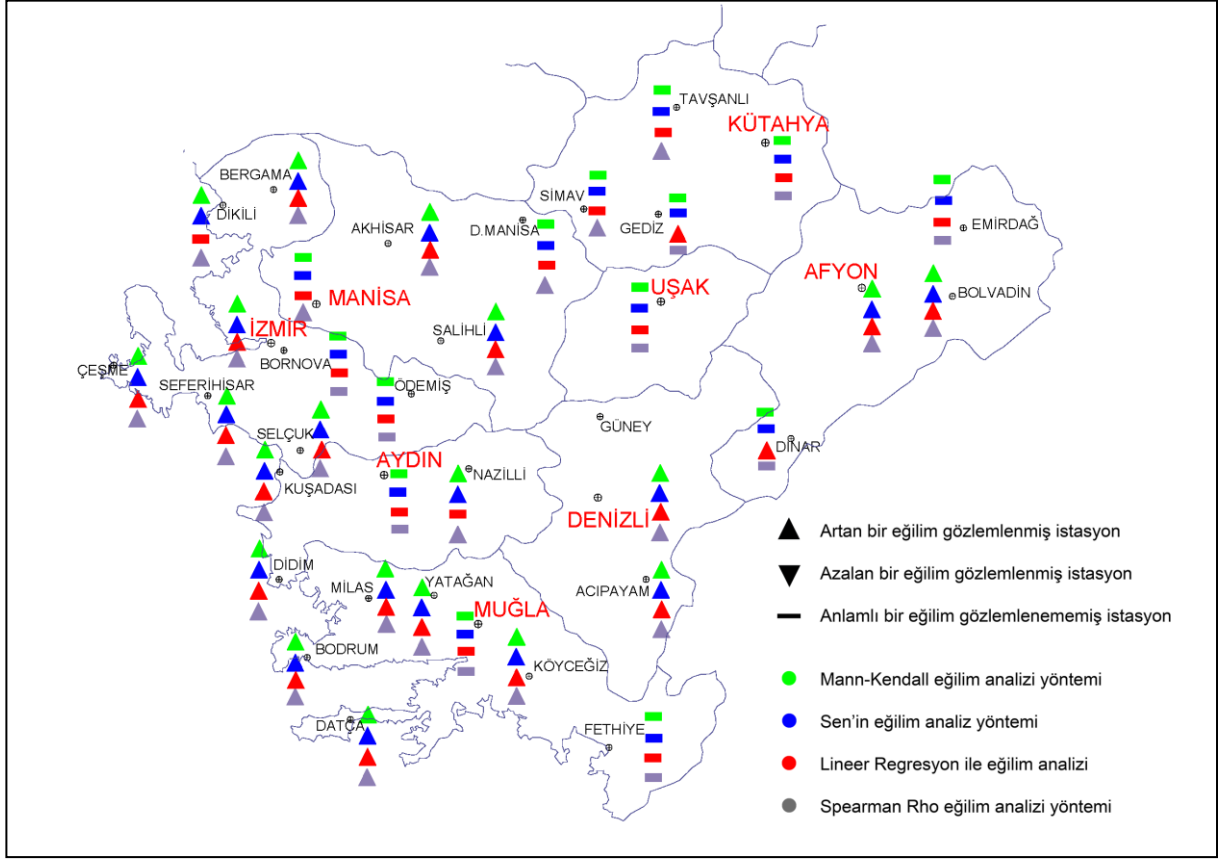 TAVŞANLI
KÜTAHYA
BERGAMA
SİMAV
DİKİLİ
AKHİSAR
D.MANİSA
GEDİZ
EMİRDAĞ
AFYON
UŞAK
BOLVADİN
MANİSA
İZMİR
SALİHLİ
BORNOVA
ÇEŞME
SEFERİHİSAR
ÖDEMİŞ
GÜNEY
SELÇUK
DİNAR
AYDIN
NAZİLLİ
KUŞADASI
DENİZLİ
Artan bir eğilim gözlemlenmiş istasyon
DİDİM
Azalan bir eğilim gözlemlenmiş istasyon
MİLAS
YATAĞAN
ACIPAYAM
MUĞLA
Anlamlı bir eğilim gözlemlenememiş istasyon
BODRUM
KÖYCEĞİZ
Mann-Kendall eğilim analizi yöntemi
DATÇA
FETHİYE
Sen'in eğilim analiz yöntemi
Lineer Regresyon ile eğilim analizi
Spearman Rho eğilim analizi yöntemi